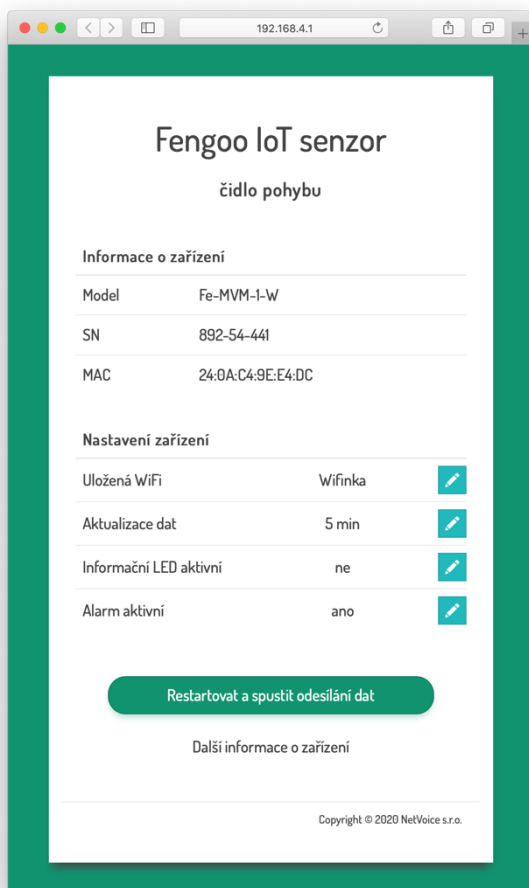 192.168.4.1
Fengoo IoT senzor
čidlo pohybu
Informace o zařízení
Model Fe-MVM-1-W
SN 892-54-441
MAC 24:0A:C4:9E:E4:DC
Nastavení zařízení
Uložená WiFi Wifinka
Aktualizace dat 5 min
Informační LED aktivní ne
Alarm aktivní ano
Restartovat a spustit odesílání dat
Další informace o zařízení
Copyright © 2020 NetVoice s.r.o.